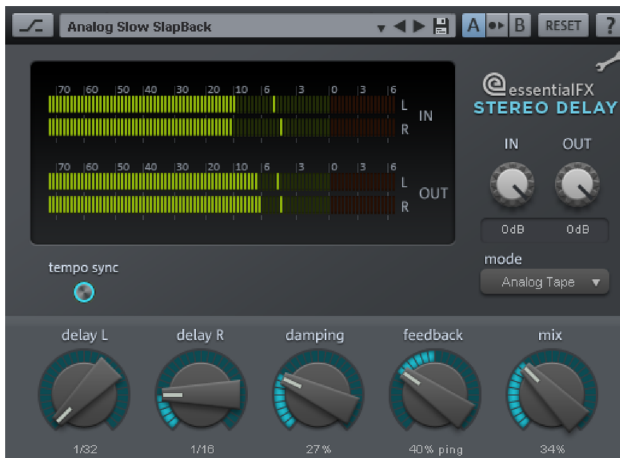 Analog Slow SlapBack A B RESET ?
70 60 50 40 30 20 10 6 3 0 3 6
L
IN
R
70 60 50 40 30 20 10 6 3 0 3 6
L
OUT
R
essentialFX
STEREO DELAY
IN OUT
0dB 0dB
mode
Analog Tape
tempo sync
delay L delay R damping feedback mix
1/32 1/16 27% 40% ping 34%